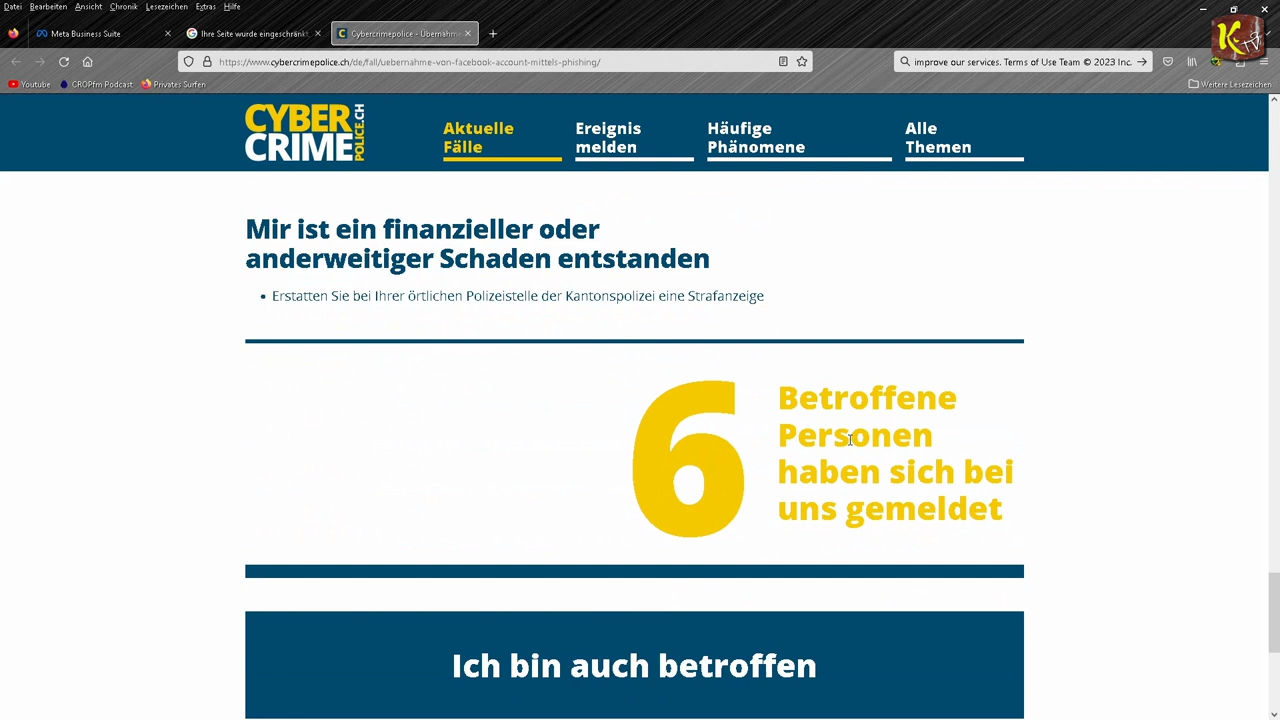 Datei Bearbeiten Ansicht Chronik Lesezeichen Extras Hilfe
Meta Business Suite
Ihre Seite wurde eingeschränkt
Cybercrimepolice - Übernahme
https://www.cybercrimepolice.ch/de/fall/uebernahme-von-facebook-account-mittels-phishing/
improve our services. Terms of Use Team © 2023 Inc.
Youtube CROPfm Podcast Privates Surfen
Weitere Lesezeichen
CYBER
CRIME
POLICE.CH
Aktuelle
Fälle
Ereignis
melden
Häufige
Phänomene
Alle
Themen
Mir ist ein finanzieller oder
anderweitiger Schaden entstanden
• Erstatten Sie bei Ihrer örtlichen Polizeistelle der Kantonspolizei eine Strafanzeige
6
Betroffene
Personen
haben sich bei
uns gemeldet
Ich bin auch betroffen